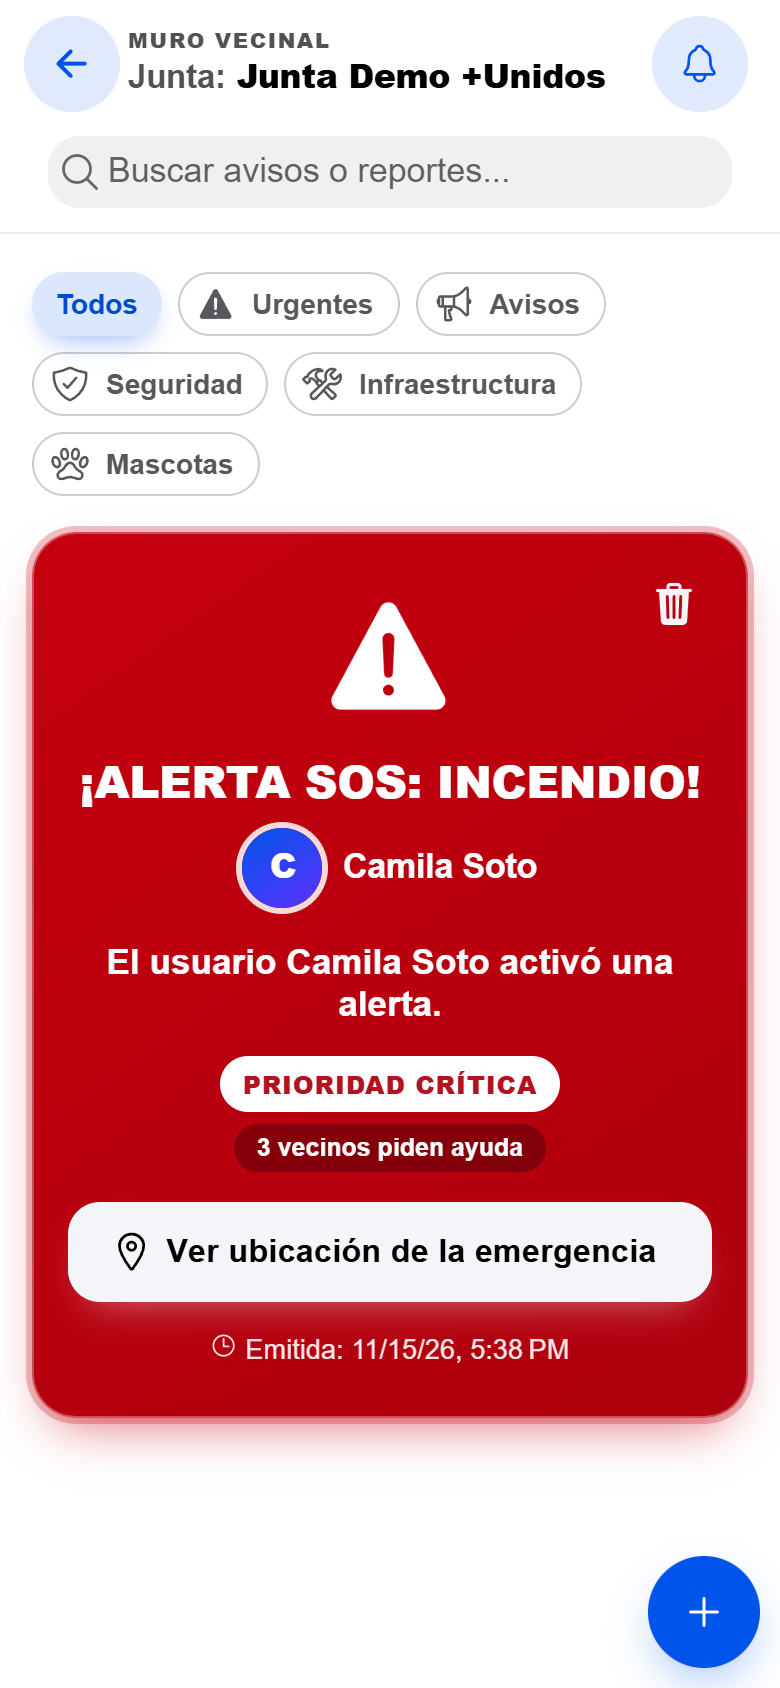 MURO VECINAL
Junta: Junta Demo +Unidos
Buscar avisos o reportes...
Todos
Urgentes
Avisos
Seguridad
Infraestructura
Mascotas
¡ALERTA SOS: INCENDIO!
C
Camila Soto
El usuario Camila Soto activó una
alerta.
PRIORIDAD CRÍTICA
3 vecinos piden ayuda
Ver ubicación de la emergencia
Emitida: 11/15/26, 5:38 PM